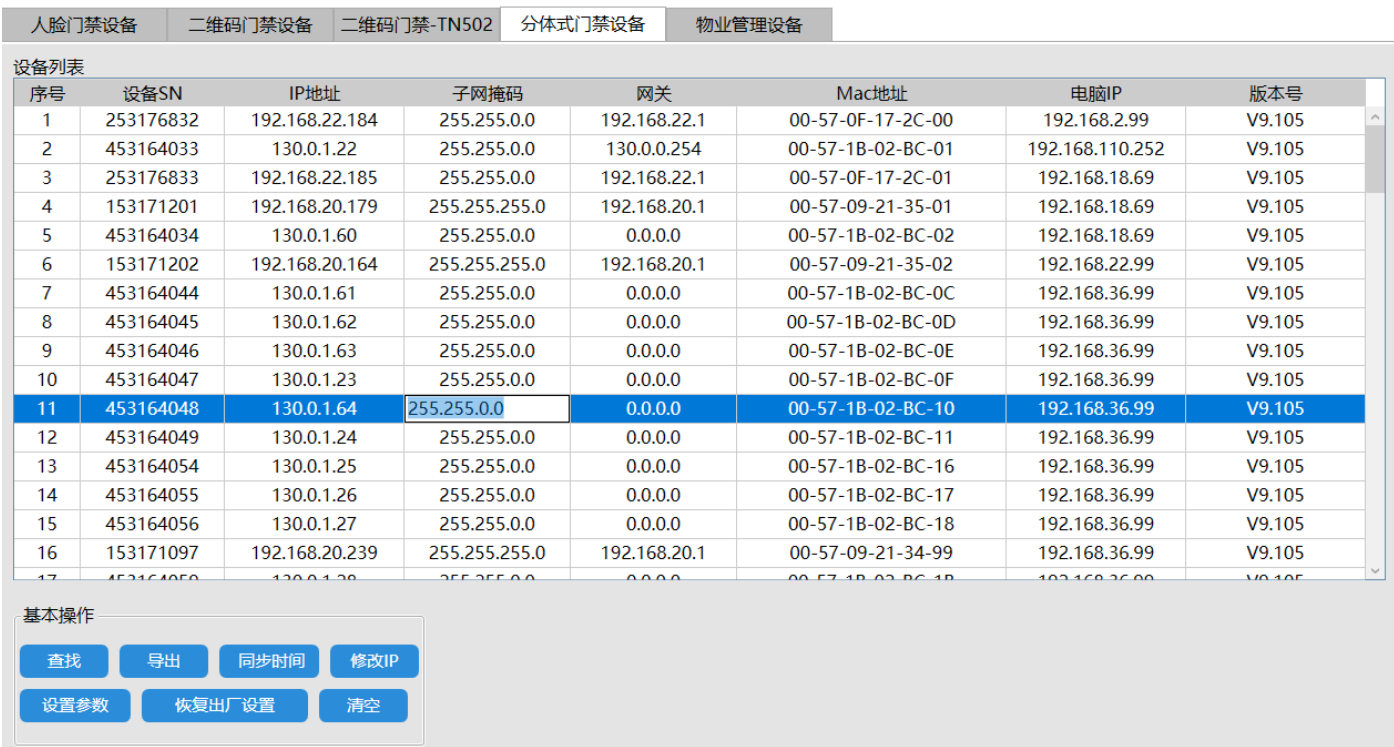 人脸门禁设备 二维码门禁设备 二维码门禁-TN502 分体式门禁设备 物业管理设备
设备列表
序号 设备SN IP地址 子网掩码 网关 Mac地址 电脑IP 版本号
1 253176832 192.168.22.184 255.255.0.0 192.168.22.1 00-57-0F-17-2C-00 192.168.2.99 V9.105
2 453164033 130.0.1.22 255.255.0.0 130.0.0.254 00-57-1B-02-BC-01 192.168.110.252 V9.105
3 253176833 192.168.22.185 255.255.0.0 192.168.22.1 00-57-0F-17-2C-01 192.168.18.69 V9.105
4 153171201 192.168.20.179 255.255.255.0 192.168.20.1 00-57-09-21-35-01 192.168.18.69 V9.105
5 453164034 130.0.1.60 255.255.0.0 0.0.0.0 00-57-1B-02-BC-02 192.168.18.69 V9.105
6 153171202 192.168.20.164 255.255.255.0 192.168.20.1 00-57-09-21-35-02 192.168.22.99 V9.105
7 453164044 130.0.1.61 255.255.0.0 0.0.0.0 00-57-1B-02-BC-0C 192.168.36.99 V9.105
8 453164045 130.0.1.62 255.255.0.0 0.0.0.0 00-57-1B-02-BC-0D 192.168.36.99 V9.105
9 453164046 130.0.1.63 255.255.0.0 0.0.0.0 00-57-1B-02-BC-0E 192.168.36.99 V9.105
10 453164047 130.0.1.23 255.255.0.0 0.0.0.0 00-57-1B-02-BC-0F 192.168.36.99 V9.105
11 453164048 130.0.1.64 255.255.0.0 0.0.0.0 00-57-1B-02-BC-10 192.168.36.99 V9.105
12 453164049 130.0.1.24 255.255.0.0 0.0.0.0 00-57-1B-02-BC-11 192.168.36.99 V9.105
13 453164054 130.0.1.25 255.255.0.0 0.0.0.0 00-57-1B-02-BC-16 192.168.36.99 V9.105
14 453164055 130.0.1.26 255.255.0.0 0.0.0.0 00-57-1B-02-BC-17 192.168.36.99 V9.105
15 453164056 130.0.1.27 255.255.0.0 0.0.0.0 00-57-1B-02-BC-18 192.168.36.99 V9.105
16 153171097 192.168.20.239 255.255.255.0 192.168.20.1 00-57-09-21-34-99 192.168.36.99 V9.105
基本操作
查找 导出 同步时间 修改IP
设置参数 恢复出厂设置 清空